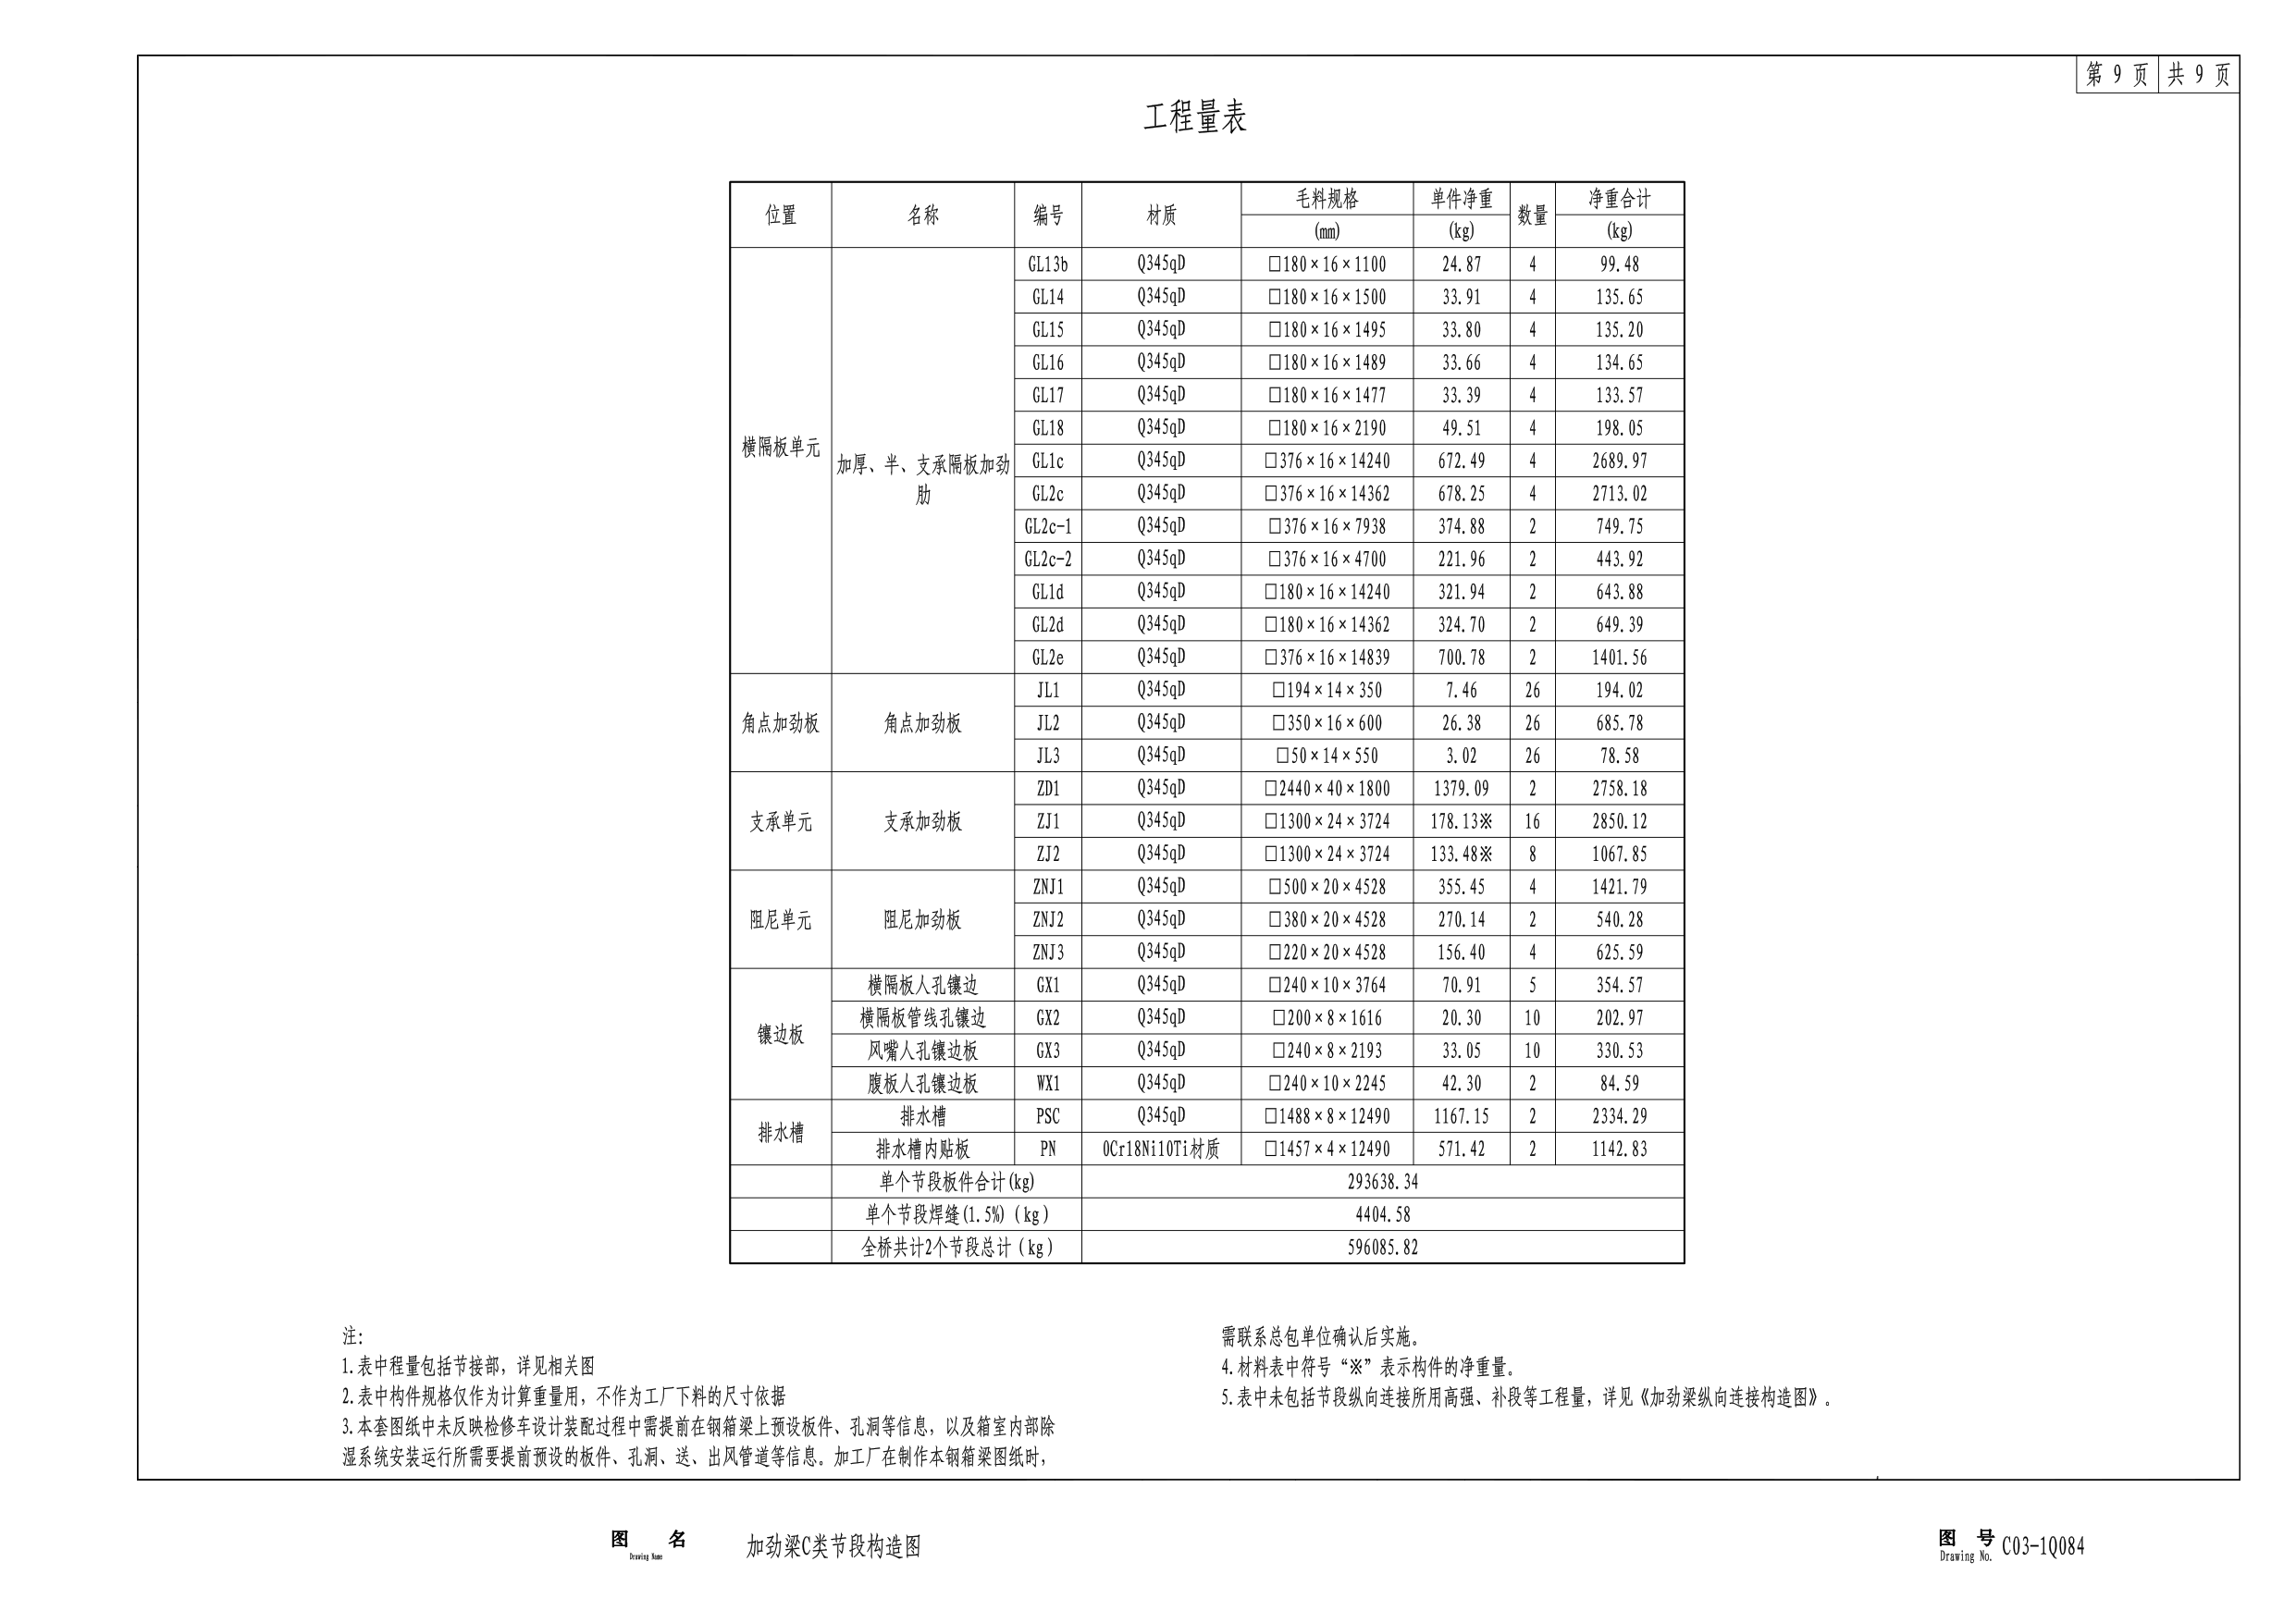 第 9 页 共 9 页
工程量表
位置 名称 编号 材质 毛料规格 (mm) 单件净重 (kg) 数量 净重合计 (kg)
横隔板单元 加厚、半、支承隔板加劲肋 GL13b Q345qD □180×16×1100 24.87 4 99.48
GL14 Q345qD □180×16×1500 33.91 4 135.65
GL15 Q345qD □180×16×1495 33.80 4 135.20
GL16 Q345qD □180×16×1489 33.66 4 134.65
GL17 Q345qD □180×16×1477 33.39 4 133.57
GL18 Q345qD □180×16×2190 49.51 4 198.05
GL1c Q345qD □376×16×14240 672.49 4 2689.97
GL2c Q345qD □376×16×14362 678.25 4 2713.02
GL2c-1 Q345qD □376×16×7938 374.88 2 749.75
GL2c-2 Q345qD □376×16×4700 221.96 2 443.92
GL1d Q345qD □180×16×14240 321.94 2 643.88
GL2d Q345qD □180×16×14362 324.70 2 649.39
GL2e Q345qD □376×16×14839 700.78 2 1401.56
角点加劲板 角点加劲板 JL1 Q345qD □194×14×350 7.46 26 194.02
JL2 Q345qD □350×16×600 26.38 26 685.78
JL3 Q345qD □50×14×550 3.02 26 78.58
支承单元 支承加劲板 ZD1 Q345qD □2440×40×1800 1379.09 2 2758.18
ZJ1 Q345qD □1300×24×3724 178.13※ 16 2850.12
ZJ2 Q345qD □1300×24×3724 133.48※ 8 1067.85
阻尼单元 阻尼加劲板 ZNJ1 Q345qD □500×20×4528 355.45 4 1421.79
ZNJ2 Q345qD □380×20×4528 270.14 2 540.28
ZNJ3 Q345qD □220×20×4528 156.40 4 625.59
镶边板 横隔板人孔镶边 GX1 Q345qD □240×10×3764 70.91 5 354.57
横隔板管线孔镶边 GX2 Q345qD □200×8×1616 20.30 10 202.97
风嘴人孔镶边板 GX3 Q345qD □240×8×2193 33.05 10 330.53
腹板人孔镶边板 WX1 Q345qD □240×10×2245 42.30 2 84.59
排水槽 排水槽 PSC Q345qD □1488×8×12490 1167.15 2 2334.29
排水槽内贴板 PN 0Cr18Ni10Ti材质 □1457×4×12490 571.42 2 1142.83
单个节段板件合计(kg) 293638.34
单个节段焊缝(1.5%)(kg) 4404.58
全桥共计2个节段总计(kg) 596085.82
注:
1.表中程量包括节接部，详见相关图
2.表中构件规格仅作为计算重量用，不作为工厂下料的尺寸依据
3.本套图纸中未反映检修车设计装配过程中需提前在钢箱梁上预设板件、孔洞等信息，以及箱室内部除
湿系统安装运行所需要提前预设的板件、孔洞、送、出风管道等信息。加工厂在制作本钢箱梁图纸时，
需联系总包单位确认后实施。
4.材料表中符号“※”表示构件的净重量。
5.表中未包括节段纵向连接所用高强、补段等工程量，详见《加劲梁纵向连接构造图》。
图 名 加劲梁C类节段构造图
Drawing Name
图 号 C03-1Q084
Drawing No.